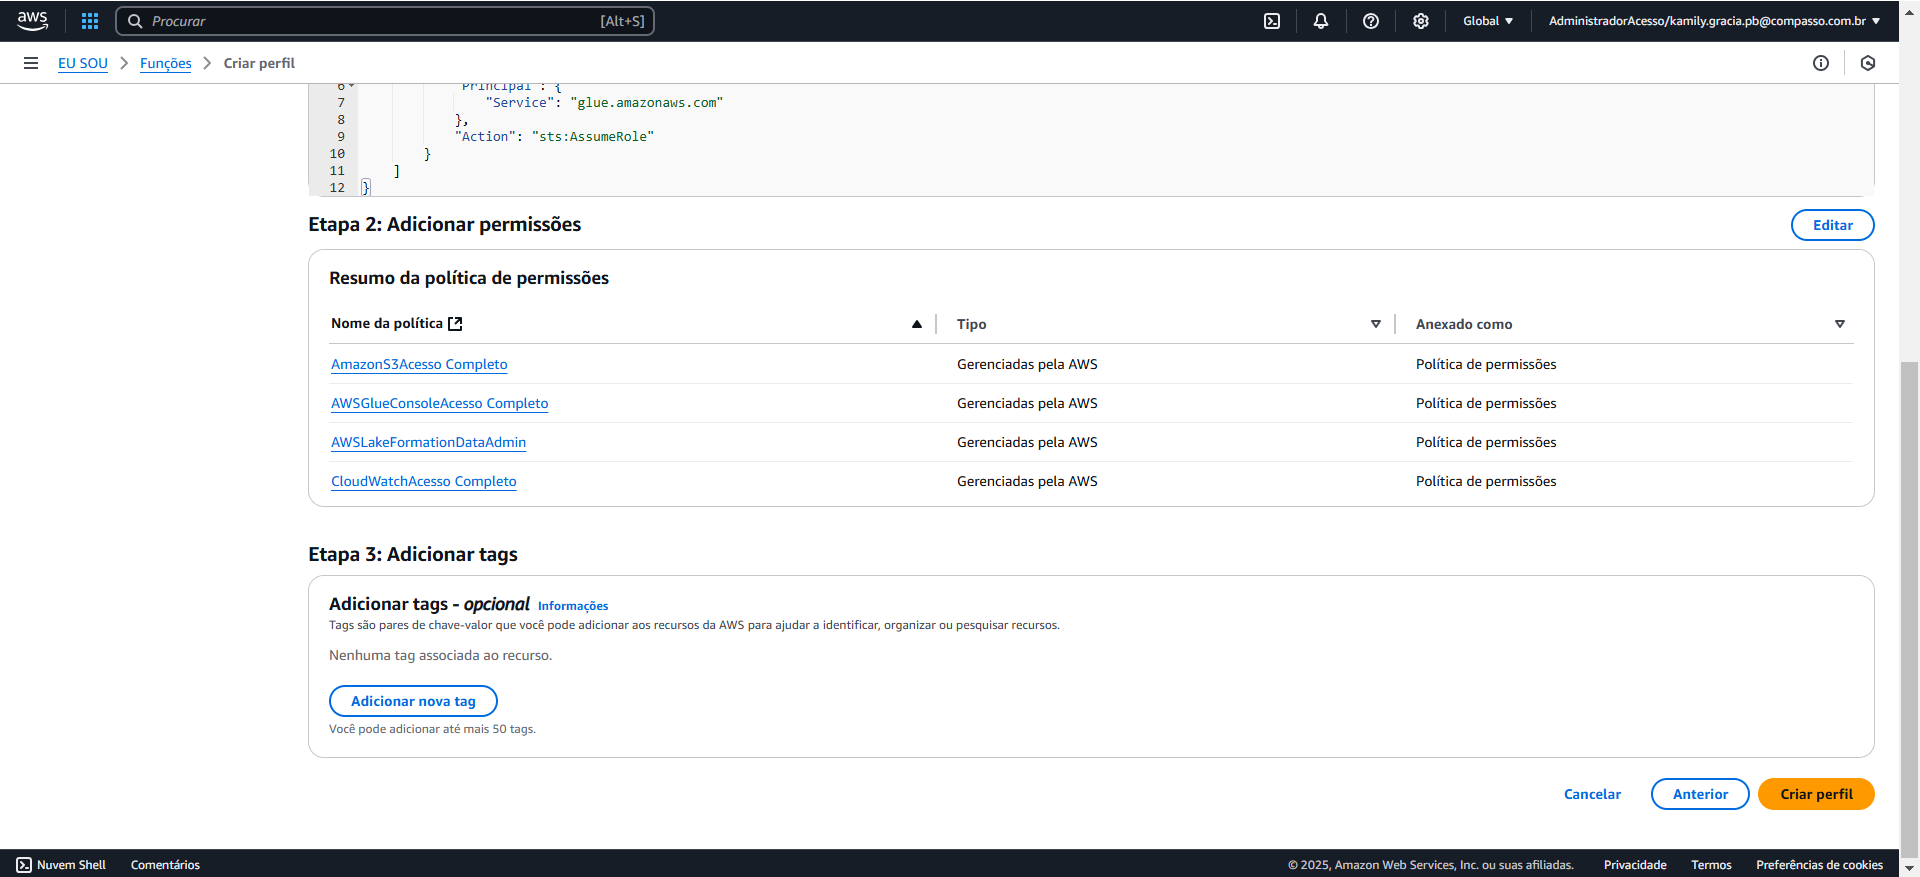 aws
Procurar [Alt+S] Global AdministradorAcesso/kamily.gracia.pb@compasso.com.br
EU SOU Funções Criar perfil
6 "Principal": {
7 "Service": "glue.amazonaws.com"
8 },
9 "Action": "sts:AssumeRole"
10 }
11 ]
12 }
Etapa 2: Adicionar permissões Editar
Resumo da política de permissões
Nome da política Tipo Anexado como
AmazonS3Acesso Completo Gerenciadas pela AWS Política de permissões
AWSGlueConsoleAcesso Completo Gerenciadas pela AWS Política de permissões
AWSLakeFormationDataAdmin Gerenciadas pela AWS Política de permissões
CloudWatchAcesso Completo Gerenciadas pela AWS Política de permissões
Etapa 3: Adicionar tags
Adicionar tags - opcional Informações
Tags são pares de chave-valor que você pode adicionar aos recursos da AWS para ajudar a identificar, organizar ou pesquisar recursos.
Nenhuma tag associada ao recurso.
Adicionar nova tag
Você pode adicionar até mais 50 tags.
Cancelar Anterior Criar perfil
Nuvem Shell Comentários © 2025, Amazon Web Services, Inc. ou suas afiliadas. Privacidade Termos Preferências de cookies